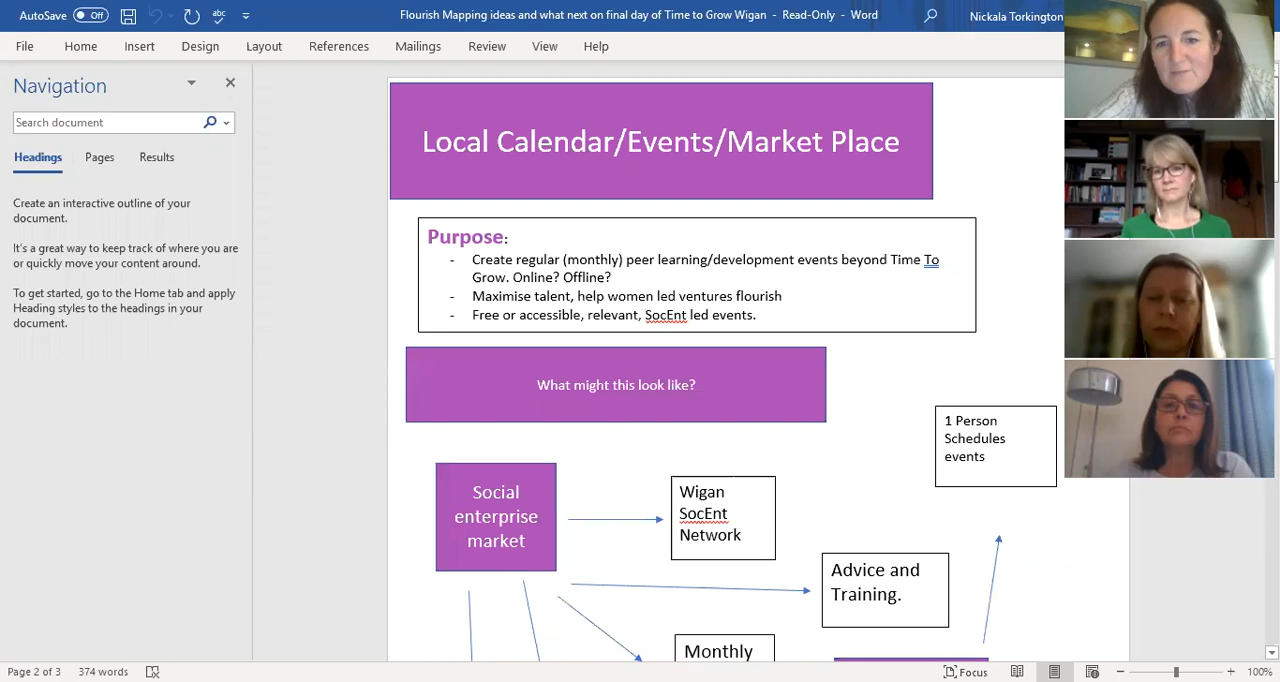 AutoSave Off
abc
Flourish Mapping ideas and what next on final day of Time to Grow Wigan - Read-Only - Word
Nickala Torkington
File Home Insert Design Layout References Mailings Review View Help
Navigation
Search document
Headings Pages Results
Create an interactive outline of your
document.
It's a great way to keep track of where you are
or quickly move your content around.
To get started, go to the Home tab and apply
Heading styles to the headings in your
document.
Local Calendar/Events/Market Place
Purpose:
- Create regular (monthly) peer learning/development events beyond Time To
Grow. Online? Offline?
- Maximise talent, help women led ventures flourish
- Free or accessible, relevant, SocEnt led events.
What might this look like?
1 Person
Schedules
events
Social
enterprise
market
Wigan
SocEnt
Network
Advice and
Training.
Monthly
Page 2 of 3 374 words
Focus
100%